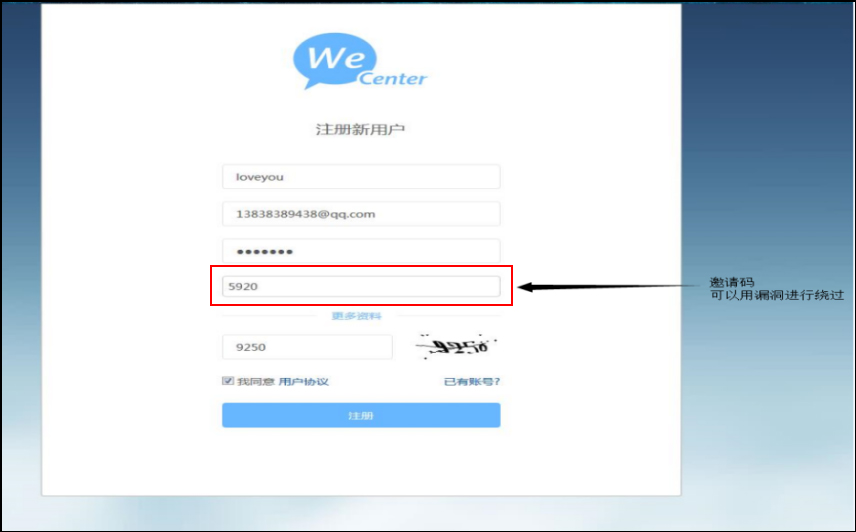 We
Center
注册新用户
loveyou
13838389438@qq.com
•••••••
5920
邀请码
可以用漏洞进行绕过
更多资料
9250
9250
我同意 用户协议
已有账号?
注册